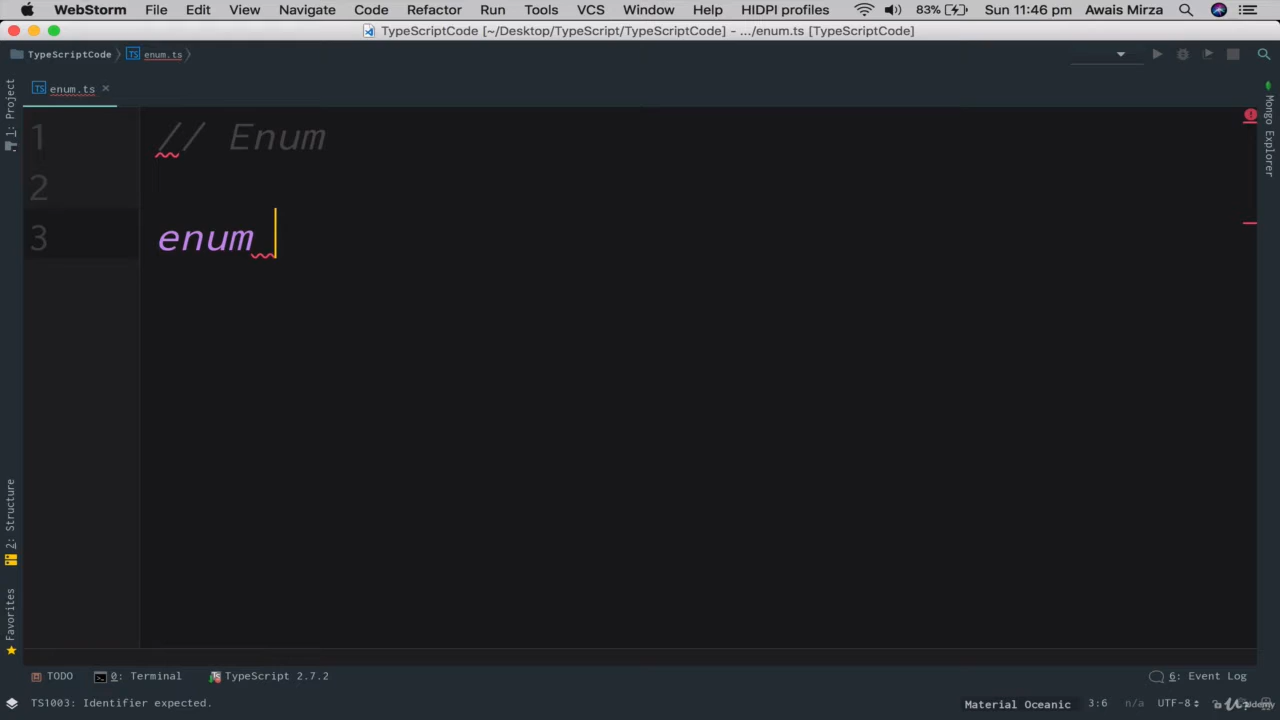 WebStorm File Edit View Navigate Code Refactor Run Tools VCS Window Help HIDPI profiles 83% Sun 11:46 pm Awais Mirza
TypeScriptCode [~/Desktop/TypeScript/TypeScriptCode] - .../enum.ts [TypeScriptCode]
TypeScriptCode enum.ts
enum.ts
1: Project
Mongo Explorer
1 // Enum
2
3 enum
2: Structure
Favorites
TODO 0: Terminal TypeScript 2.7.2 6: Event Log
TS1003: Identifier expected. Material Oceanic 3:6 n/a UTF-8
Udemy